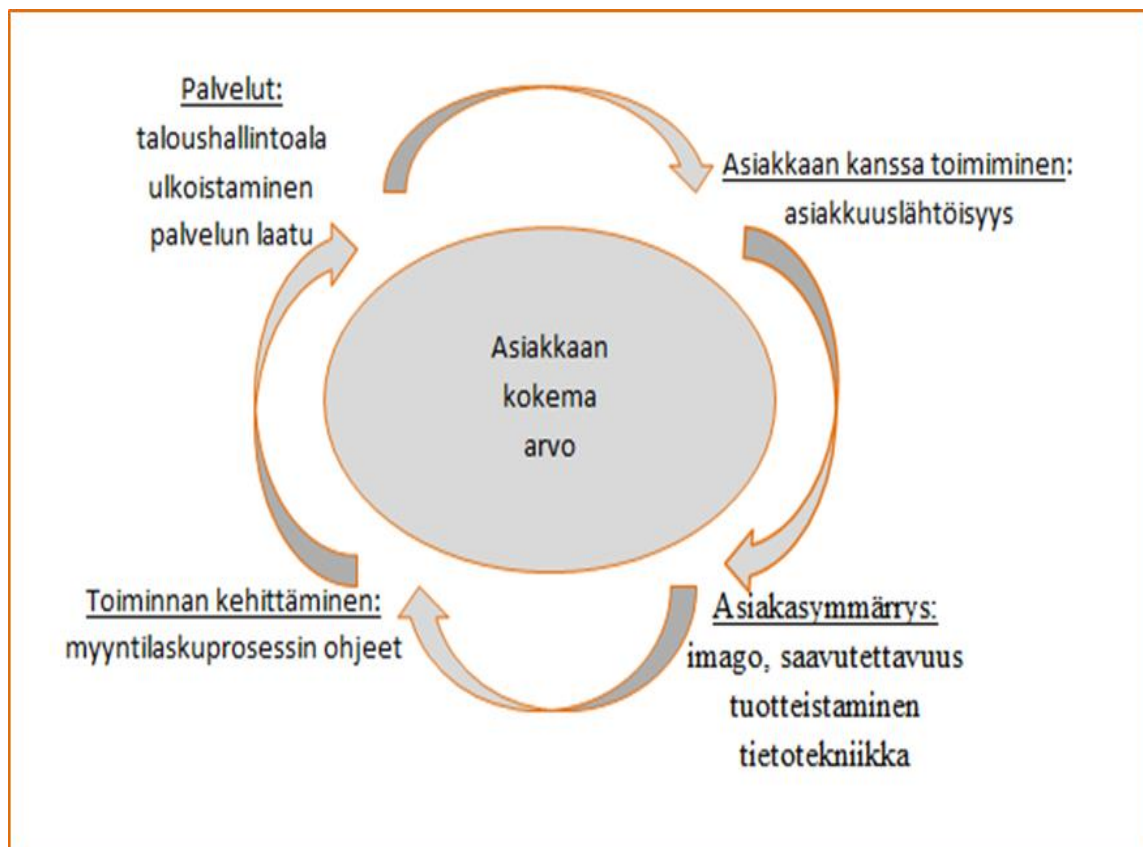 Palvelut:
taloushallintoala
ulkoistaminen
palvelun laatu
Asiakkaan kanssa toimiminen:
asiakkuuslähtöisyys
Asiakkaan
kokema
arvo
Toiminnan kehittäminen:
myyntilaskuprosessin ohjeet
Asiakasymmärrys:
imago, saavutettavuus
tuotteistaminen
tietotekniikka